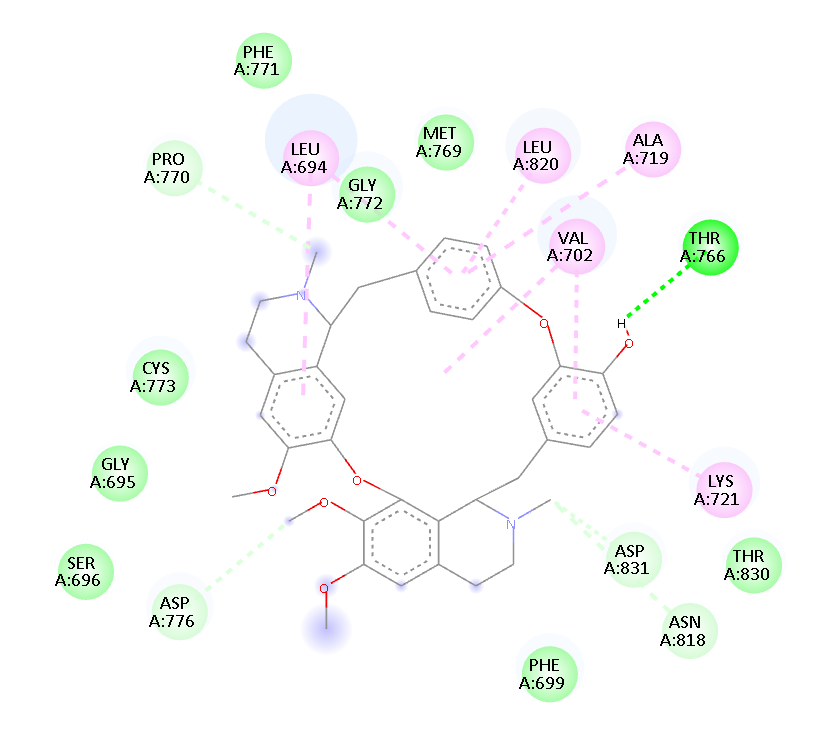 PHE
A:771
MET
A:769
LEU
A:694
LEU
A:820
ALA
A:719
PRO
A:770
GLY
A:772
VAL
A:702
THR
A:766
N
H
O
O
CYS
A:773
GLY
A:695
O
O
O
LYS
A:721
N
SER
A:696
ASP
A:776
O
ASP
A:831
THR
A:830
ASN
A:818
PHE
A:699